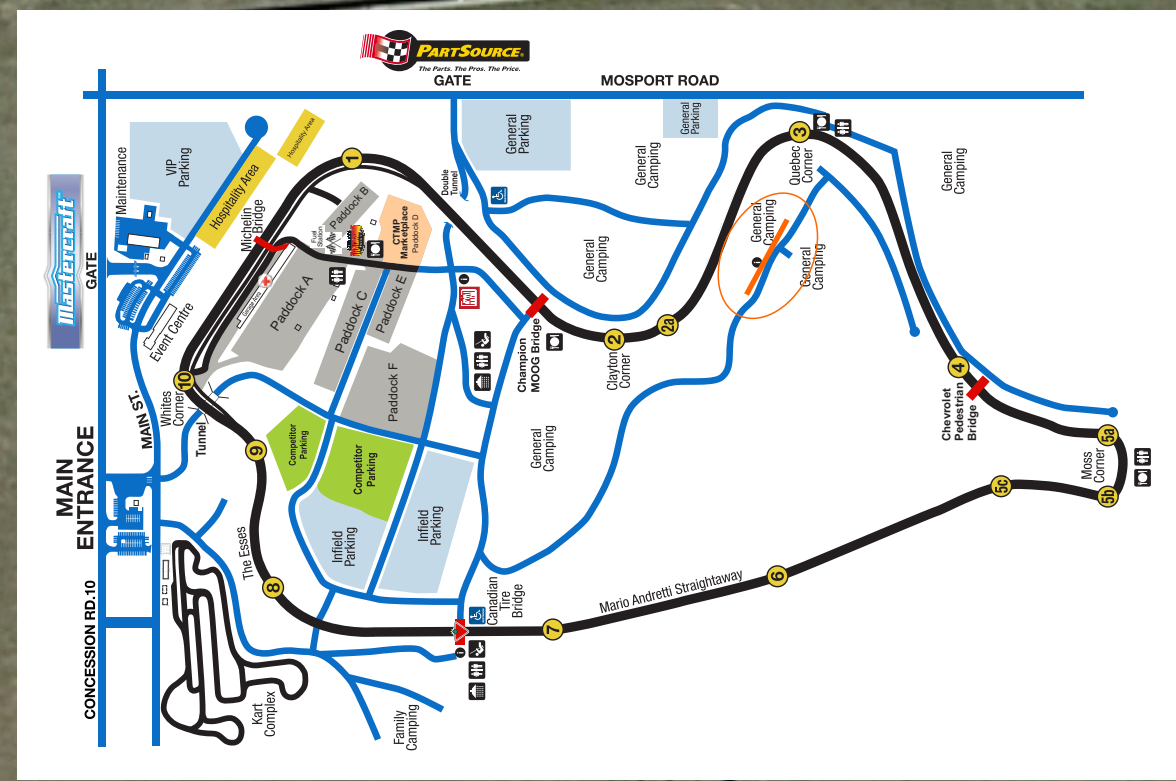 PARTSOURCE
The Parts. The Pros. The Price.
GATE
MOSPORT ROAD
Mastercraft
GATE
Maintenance
VIP
Parking
Hospitality Area
Hospitality Area
Michelin
Bridge
1
Double
Tunnel
General
Parking
General
Parking
General
Camping
3
Quebec
Corner
General
Camping
Event Centre
Paddock B
Fuel
Station
CTMP
Marketplace
Paddock D
Paddock A
Paddock C
Paddock E
General
Camping
General
Camping
General
Camping
MAIN ST.
10
Whites
Corner
Tunnel
Paddock F
Champion
MOOG Bridge
2
Clayton
Corner
2a
4
Chevrolet
Pedestrian
Bridge
MAIN
ENTRANCE
9
Competitor
Parking
Competitor
Parking
General
Camping
5a
Moss
Corner
5b
5c
The Esses
8
Infield
Parking
Infield
Parking
Canadian
Tire
Bridge
7
Mario Andretti Straightaway
6
CONCESSION RD.10
Kart
Complex
Family
Camping